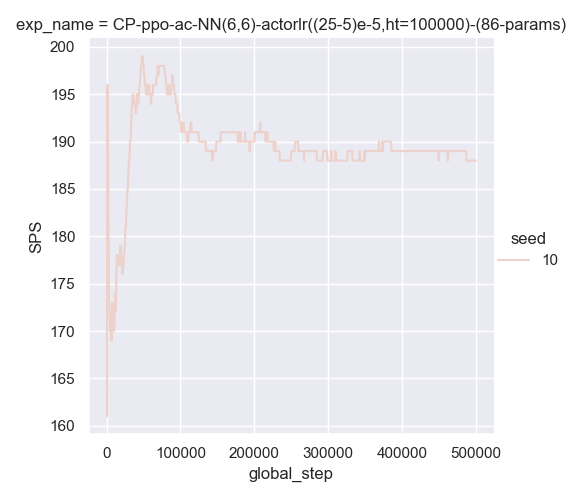 exp_name = CP-ppo-ac-NN(6,6)-actorlr((25-5)e-5,ht=100000)-(86-params)
200
195
190
185
180
175
170
165
160
SPS
0 100000 200000 300000 400000 500000
global_step
seed
10